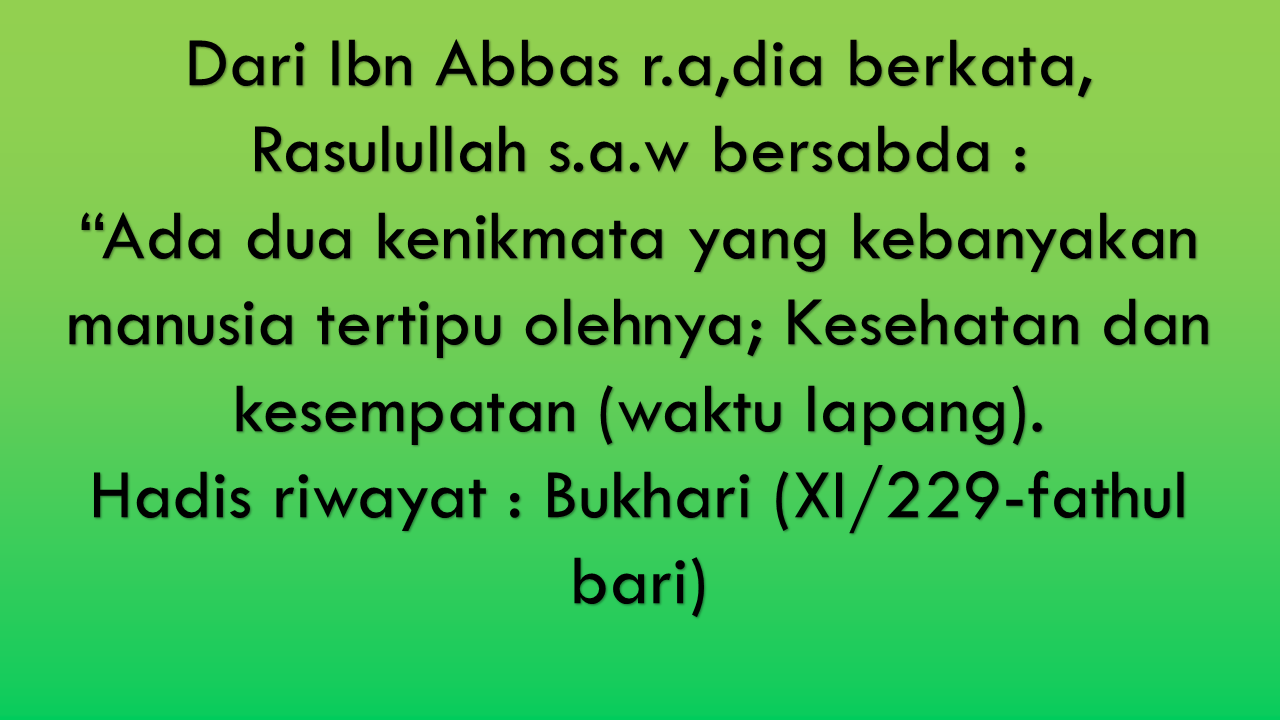 Dari Ibn Abbas r.a,dia berkata,
Rasulullah s.a.w bersabda :
“Ada dua kenikmata yang kebanyakan
manusia tertipu olehnya; Kesehatan dan
kesempatan (waktu lapang).
Hadis riwayat : Bukhari (XI/229-fathul
bari)